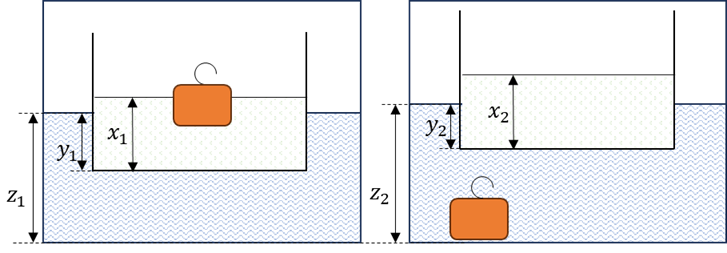 x₁
y₁
z₁
x₂
y₂
z₂